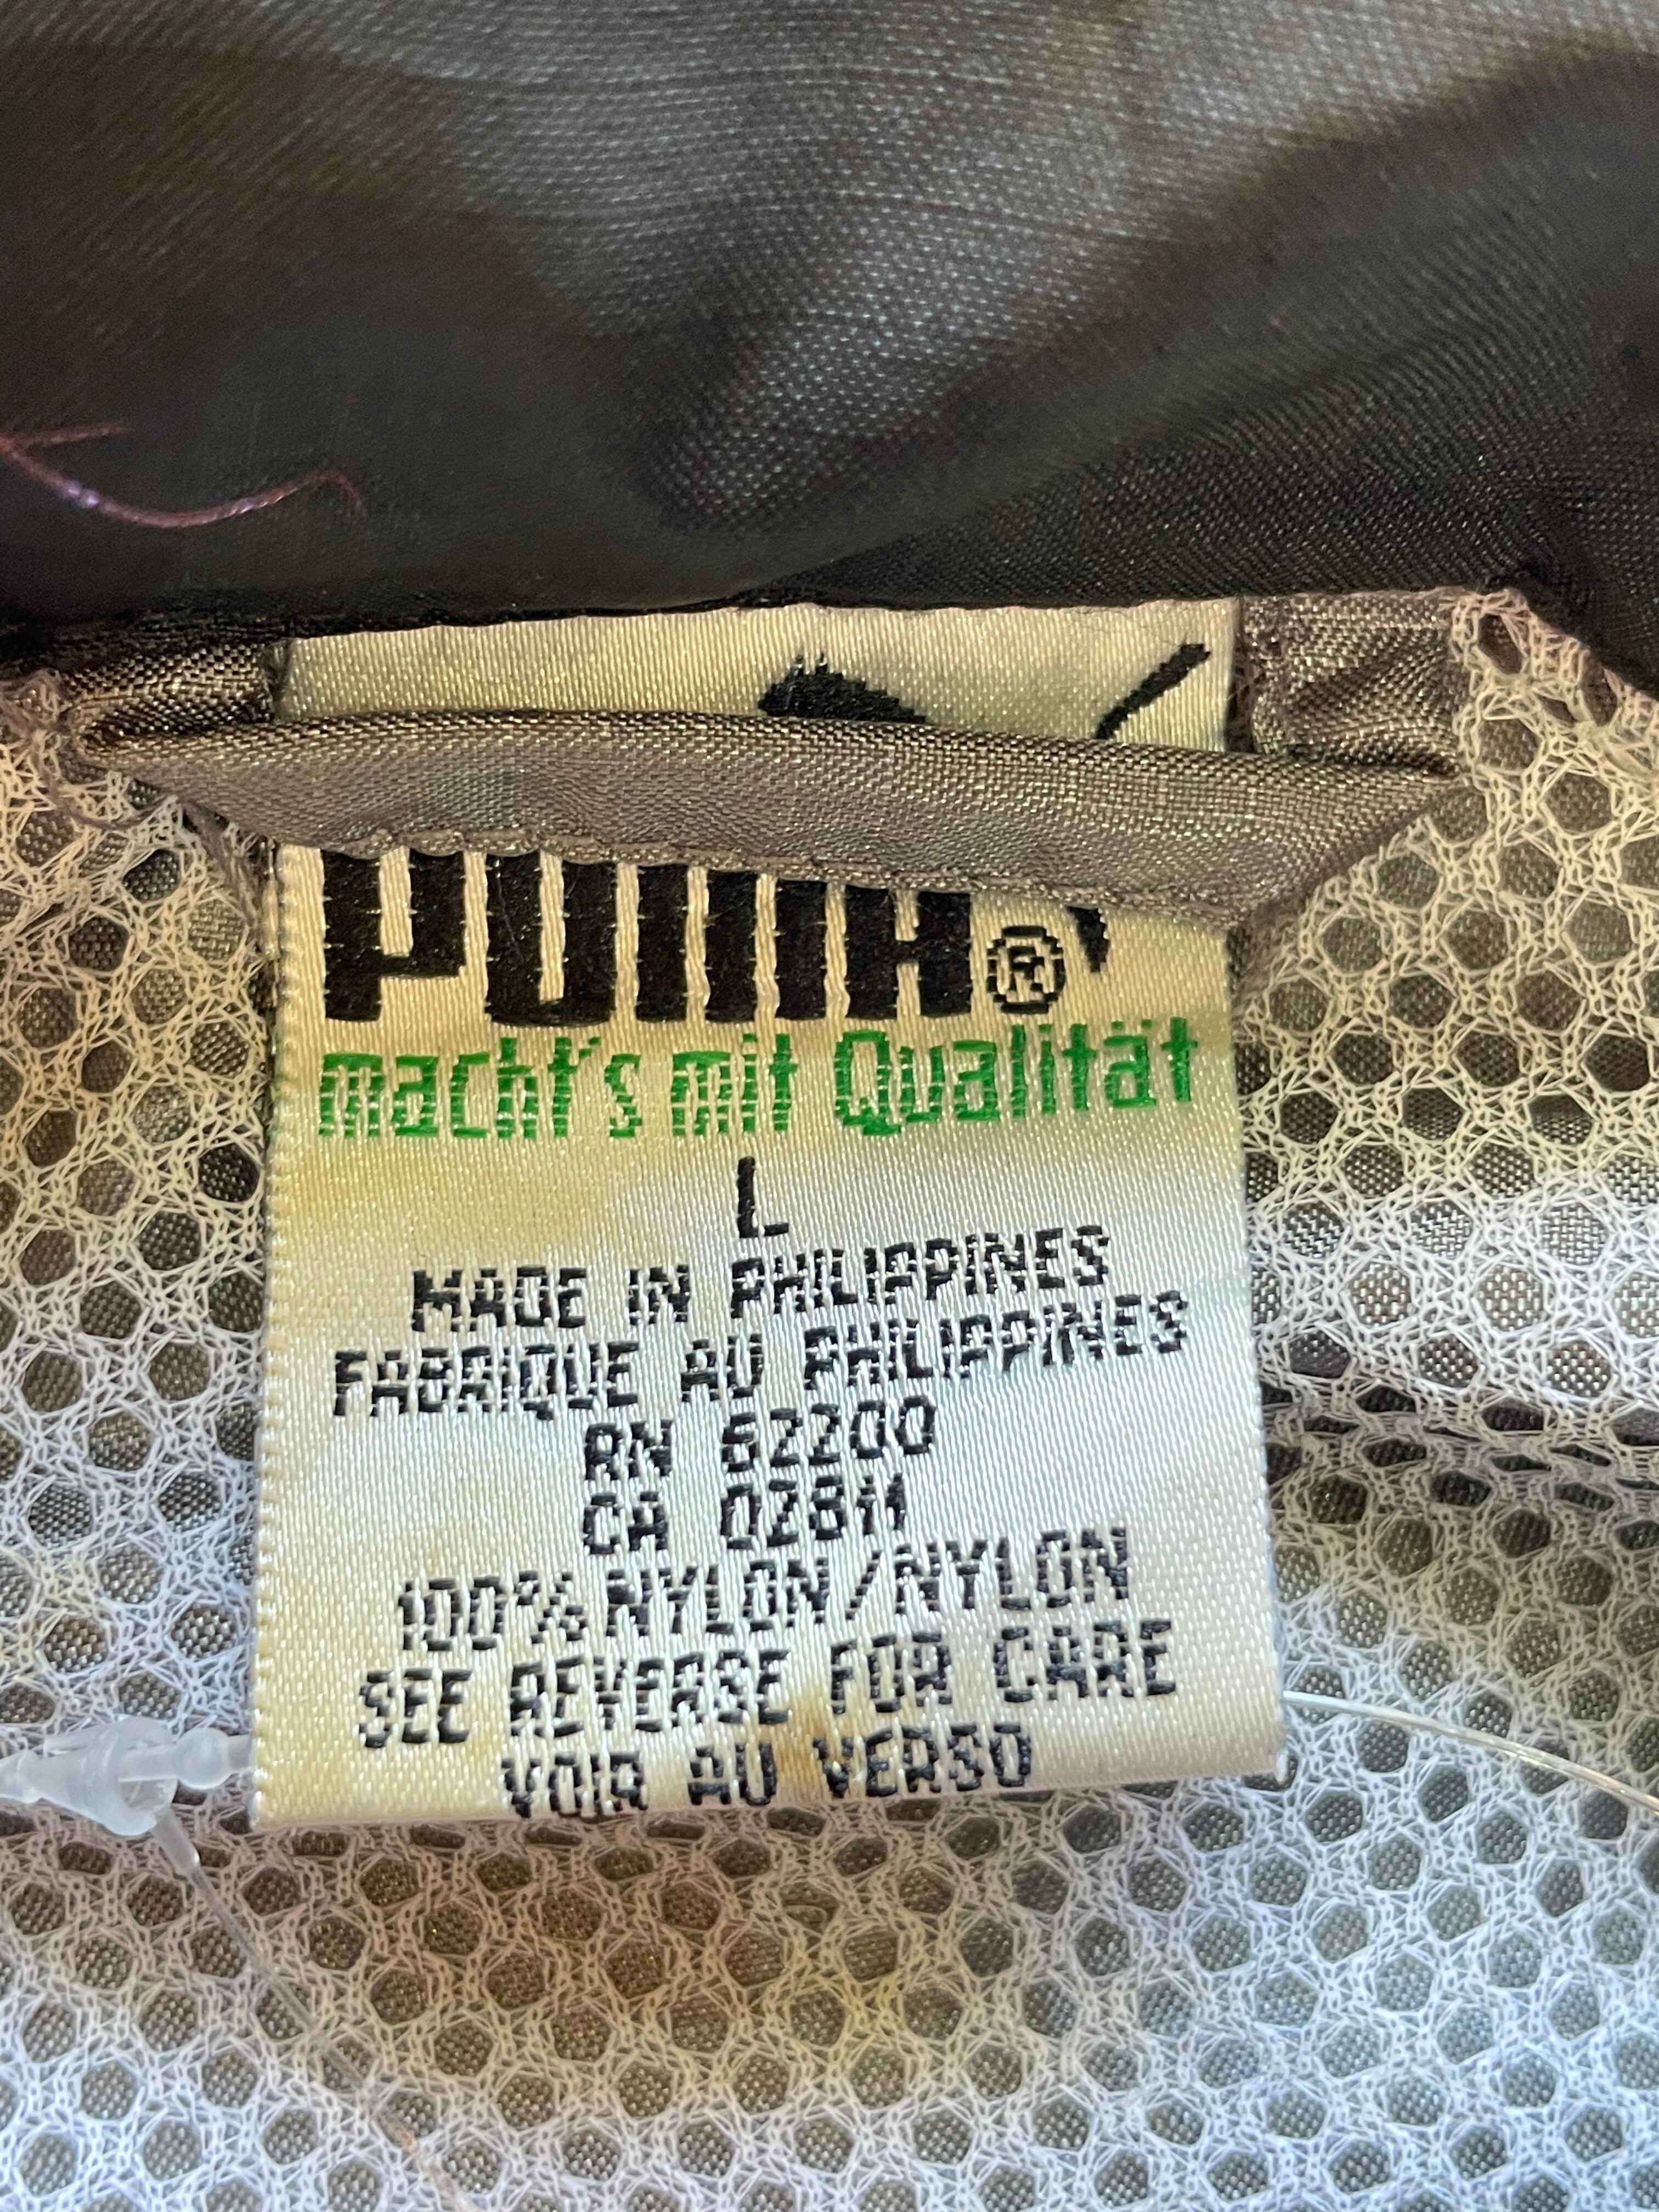 PUMA®
macht's mit Qualität
L
MADE IN PHILIPPINES
FABRIQUE AU PHILIPPINES
RN 62200
CA 02811
100% NYLON/NYLON
SEE REVERSE FOR CARE
VOIR AU VERSO